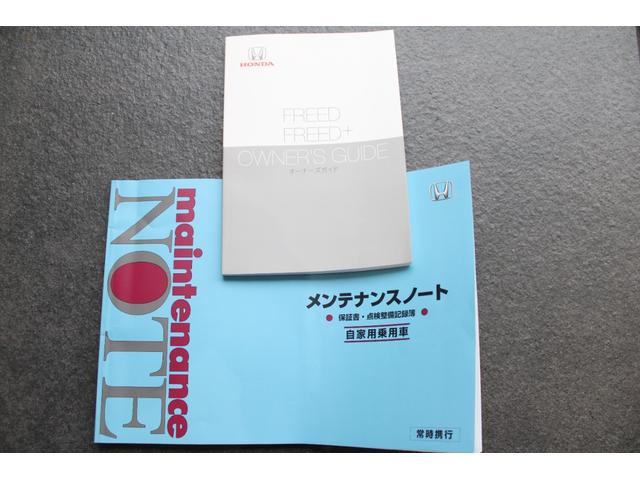 HONDA
FREED
FREED+
OWNER'S GUIDE
オーナーズガイド
maintenance
NOTE
メンテナンスノート
● 保証書・点検整備記録簿 ●
自家用乗用車
常時携行